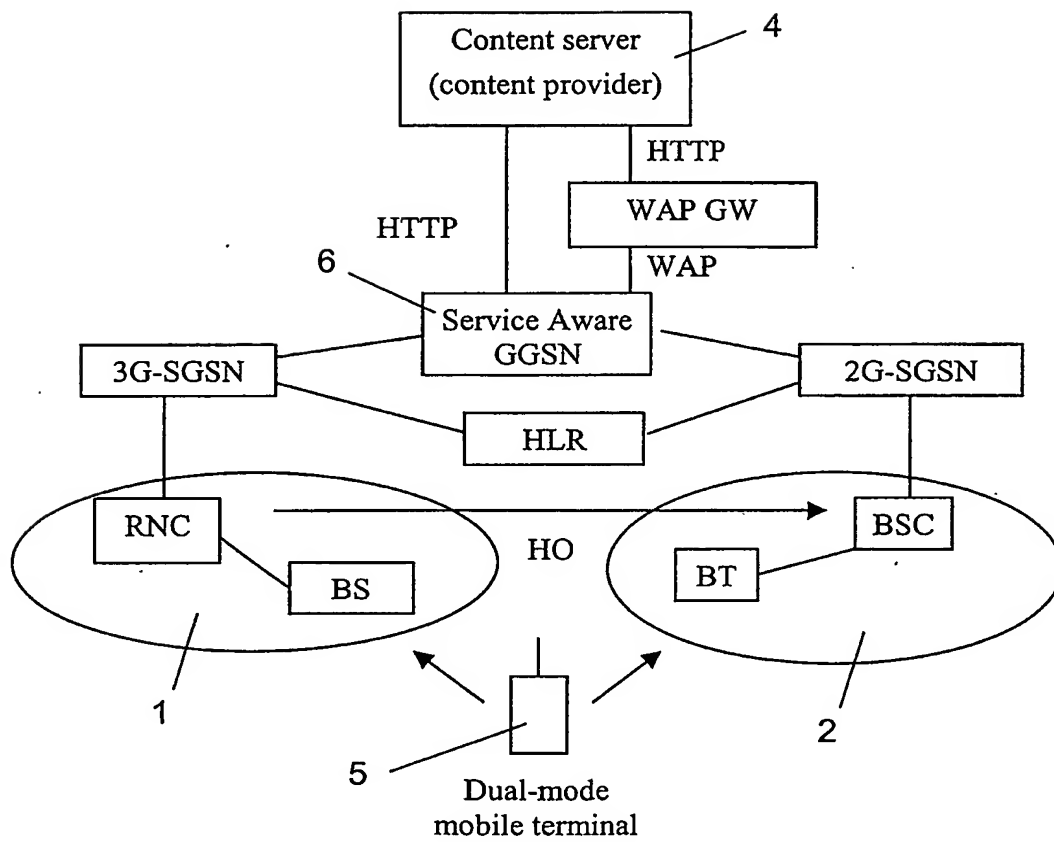 Content server
4
(content provider)
HTTP
WAP GW
HTTP
WAP
6
Service Aware
GGSN
3G-SGSN
2G-SGSN
HLR
RNC
BSC
HO
BT
BS
1
2
5
Dual-mode
mobile terminal